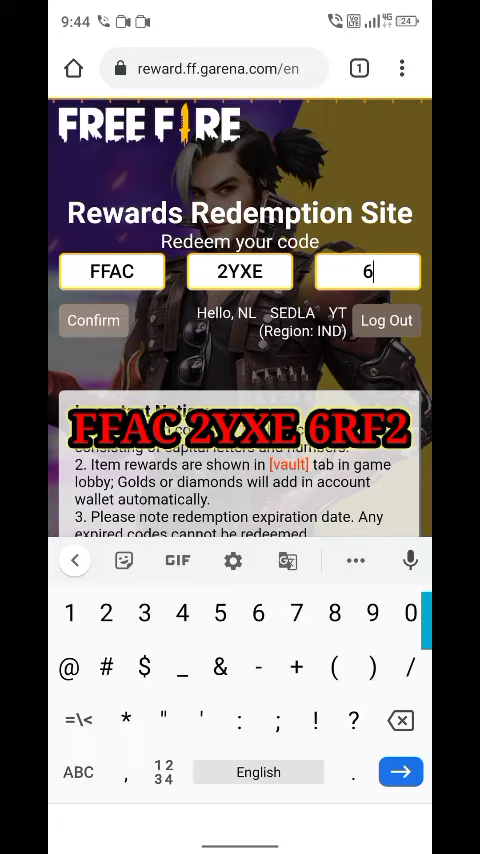 9:44
Vo LTE
4G
24
reward.ff.garena.com/en
1
FREE FIRE
Rewards Redemption Site
Redeem your code
FFAC - 2YXE - 6
Confirm
Hello, NL SEDLA YT
(Region: IND)
Log Out
FFAC 2YXE 6RF2
consisting of capital letters and numbers.
2. Item rewards are shown in [vault] tab in game
lobby; Golds or diamonds will add in account
wallet automatically.
3. Please note redemption expiration date. Any
expired codes cannot be redeemed.
GIF
1 2 3 4 5 6 7 8 9 0
@ # $ _ & - + ( ) /
=\< * " ' : ; ! ?
ABC , 12 34 English .